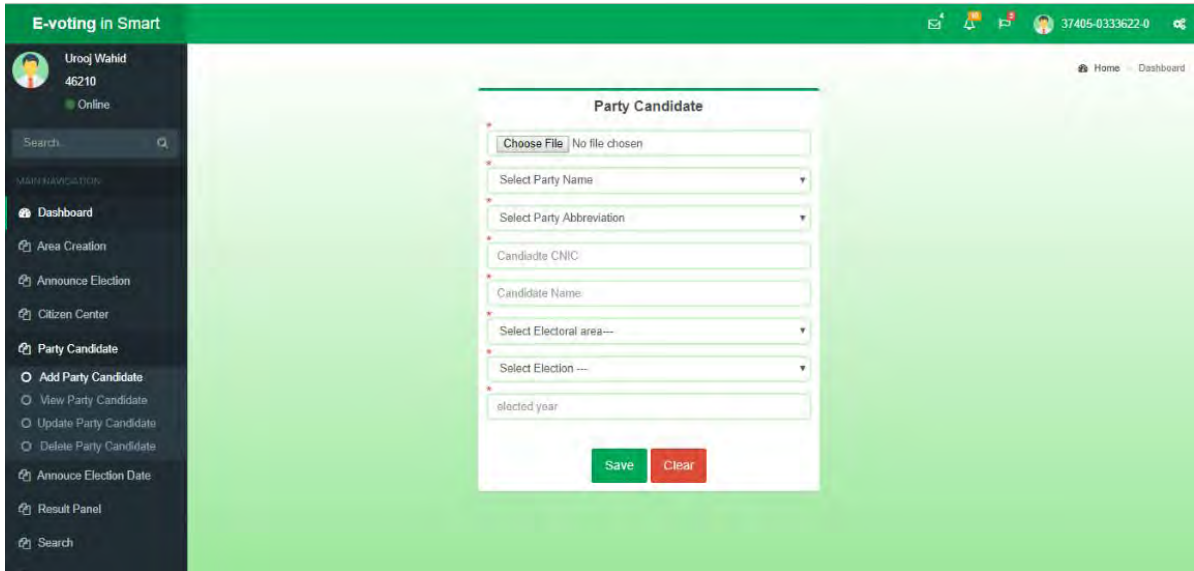 E-voting in Smart
4
10
9
37405-0333622-0
Urooj Wahid
46210
Online
Home
Dashboard
Search...
MAIN NAVIGATION
Dashboard
Area Creation
Announce Election
Citizen Center
Party Candidate
Add Party Candidate
View Party Candidate
Update Party Candidate
Delete Party Candidate
Annouce Election Date
Result Panel
Search
Party Candidate
*
Choose File No file chosen
*
Select Party Name
*
Select Party Abbreviation
*
Candiadte CNIC
*
Candidate Name
*
Select Electoral area---
*
Select Election ---
*
elected year
Save Clear